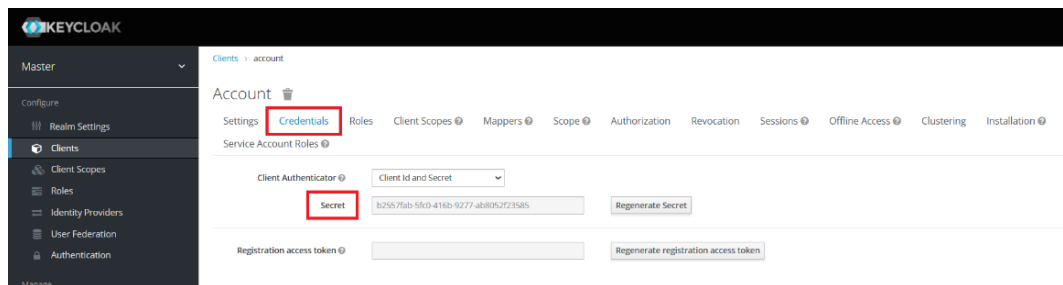 KEYCLOAK
Master
Clients › account
Configure
Account
Realm Settings
Settings Credentials Roles Client Scopes Mappers Scope Authorization Revocation Sessions Offline Access Clustering Installation
Clients
Service Account Roles
Client Scopes
Client Authenticator Client Id and Secret
Roles
Secret b2557fab-5fc0-416b-9277-ab8052f23585 Regenerate Secret
Identity Providers
User Federation
Registration access token Regenerate registration access token
Authentication
Manage